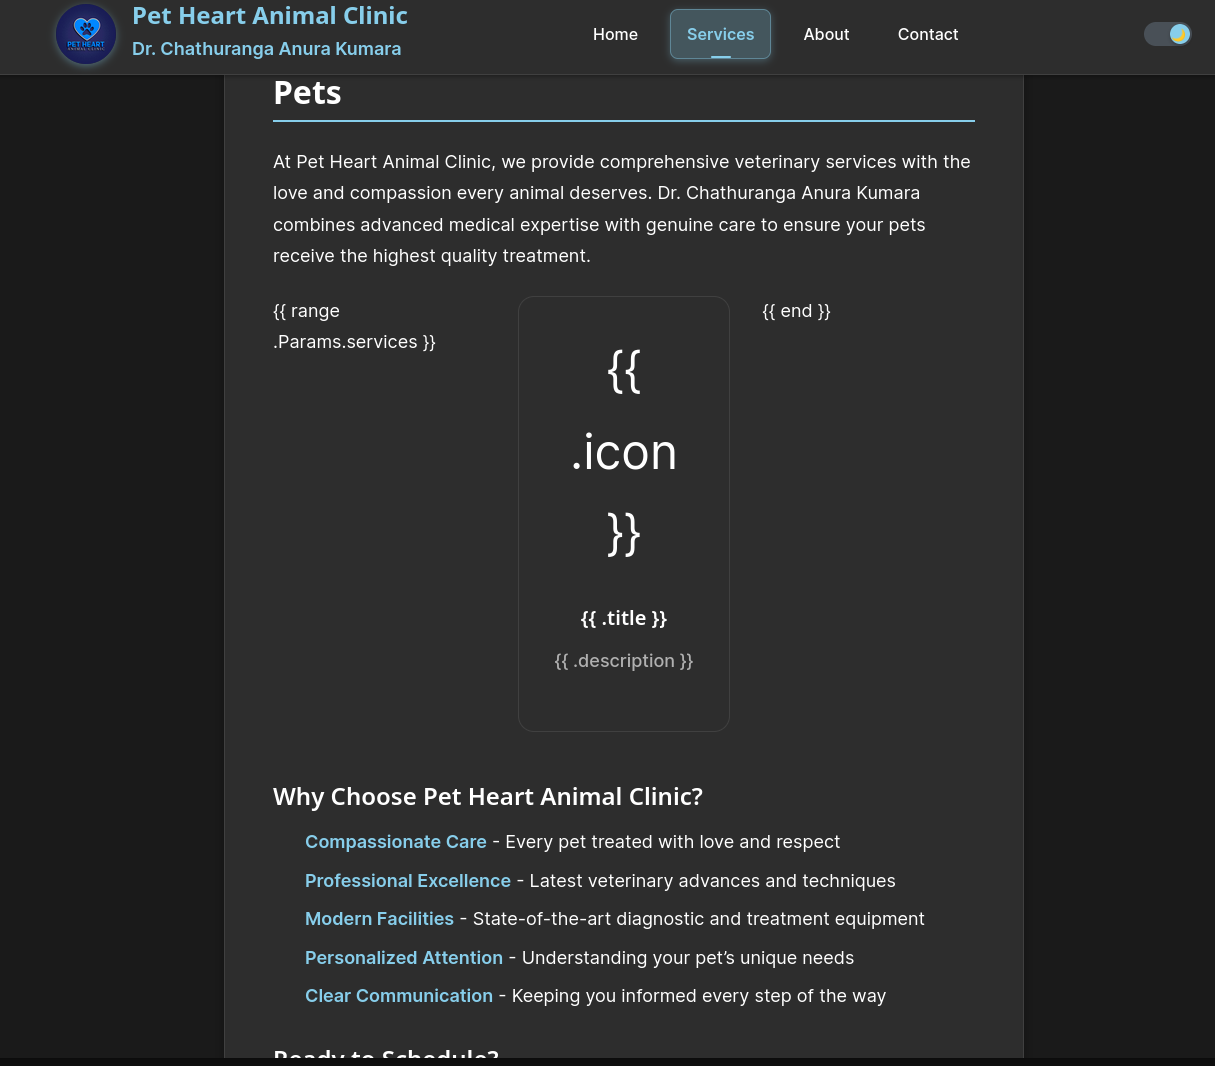 Pet Heart Animal Clinic
Dr. Chathuranga Anura Kumara
PET HEART
ANIMAL CLINIC
Home
Services
About
Contact
Pets
At Pet Heart Animal Clinic, we provide comprehensive veterinary services with the
love and compassion every animal deserves. Dr. Chathuranga Anura Kumara
combines advanced medical expertise with genuine care to ensure your pets
receive the highest quality treatment.
{{ range
.Params.services }}
{{
.icon
}}
{{ .title }}
{{ .description }}
{{ end }}
Why Choose Pet Heart Animal Clinic?
Compassionate Care - Every pet treated with love and respect
Professional Excellence - Latest veterinary advances and techniques
Modern Facilities - State-of-the-art diagnostic and treatment equipment
Personalized Attention - Understanding your pet’s unique needs
Clear Communication - Keeping you informed every step of the way
Ready to Schedule?